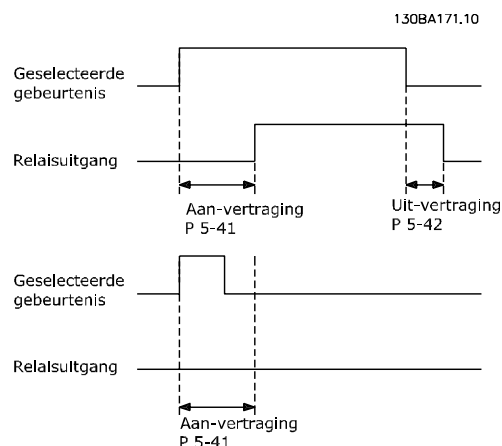 130BA171.10
Geselecteerde
gebeurtenis
Relaisuitgang
Aan-vertraging
P 5-41
Uit-vertraging
P 5-42
Geselecteerde
gebeurtenis
Relaisuitgang
Aan-vertraging
P 5-41